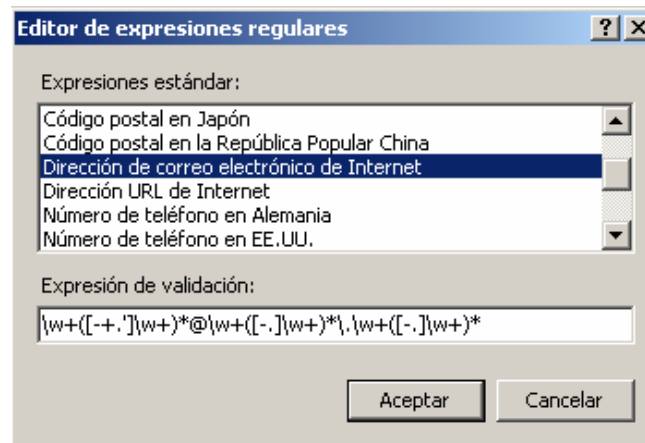 Editor de expresiones regulares
Expresiones estándar:
Código postal en Japón
Código postal en la República Popular China
Dirección de correo electrónico de Internet
Dirección URL de Internet
Número de teléfono en Alemania
Número de teléfono en EE.UU.
Expresión de validación:
\w+([-+.']\w+)*@\w+([-.]\w+)*\.\w+([-.]\w+)*
Aceptar Cancelar